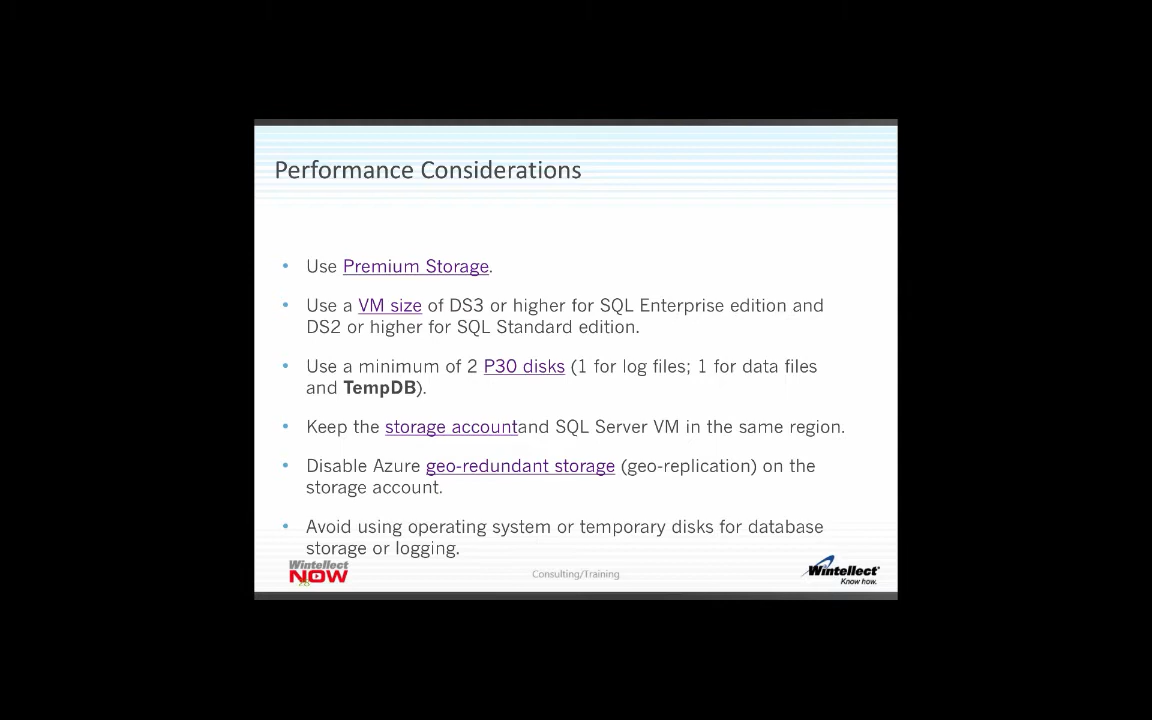 Performance Considerations
• Use Premium Storage.
• Use a VM size of DS3 or higher for SQL Enterprise edition and
DS2 or higher for SQL Standard edition.
• Use a minimum of 2 P30 disks (1 for log files; 1 for data files
and TempDB).
• Keep the storage accountand SQL Server VM in the same region.
• Disable Azure geo-redundant storage (geo-replication) on the
storage account.
• Avoid using operating system or temporary disks for database
storage or logging.
Wintellect
NOW
Consulting/Training
Wintellect
Know how.